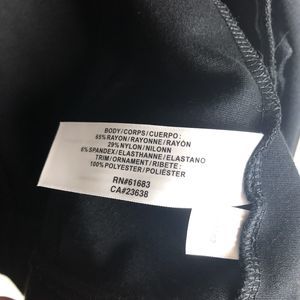 BODY/CORPS/CUERPO:
65%RAYON/RAYONNE/RAYÓN
29%NYLON/NILONN
6%SPANDEX/ELASTHANNE/ELASTANO
TRIM/ORNAMENT/RIBETE:
100%POLYESTER/POLIÉSTER
RN#61683
CA#23638